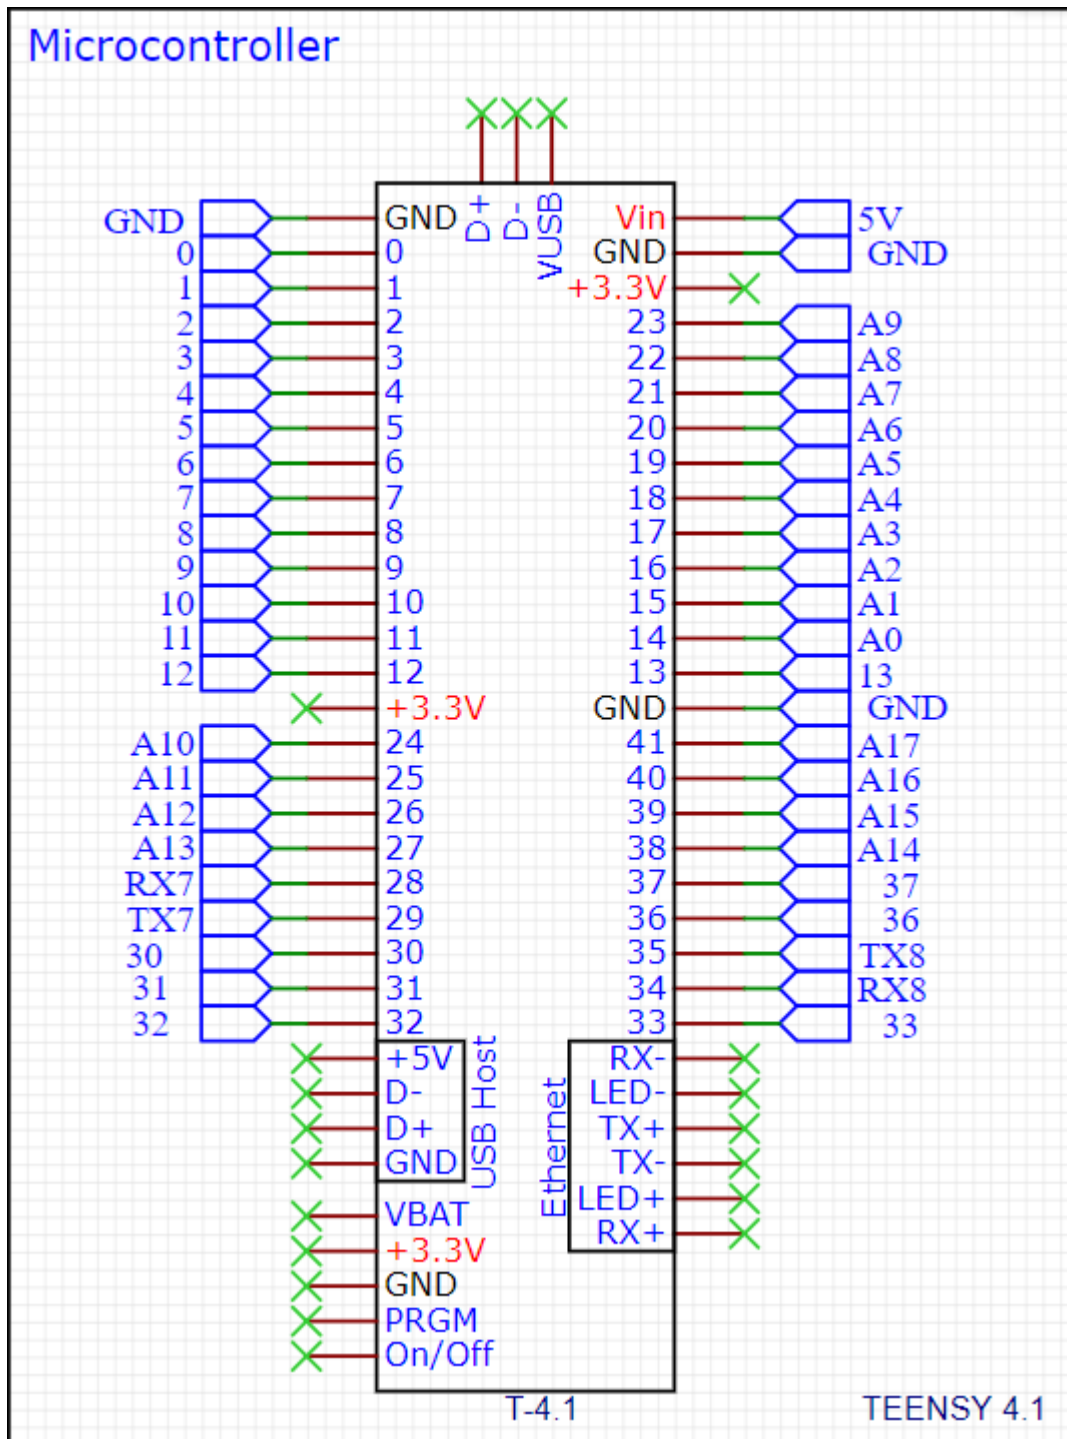 Microcontroller
D+ D- VUSB
GND GND Vin 5V
0 0 GND GND
1 1 +3.3V
2 2 23 A9
3 3 22 A8
4 4 21 A7
5 5 20 A6
6 6 19 A5
7 7 18 A4
8 8 17 A3
9 9 16 A2
10 10 15 A1
11 11 14 A0
12 12 13 13
+3.3V GND GND
A10 24 41 A17
A11 25 40 A16
A12 26 39 A15
A13 27 38 A14
RX7 28 37 37
TX7 29 36 36
30 30 35 TX8
31 31 34 RX8
32 32 33 33
+5V RX-
D- LED-
D+ TX+
GND TX-
USB Host
Ethernet
LED+
VBAT RX+
+3.3V
GND
PRGM
On/Off
T-4.1 TEENSY 4.1